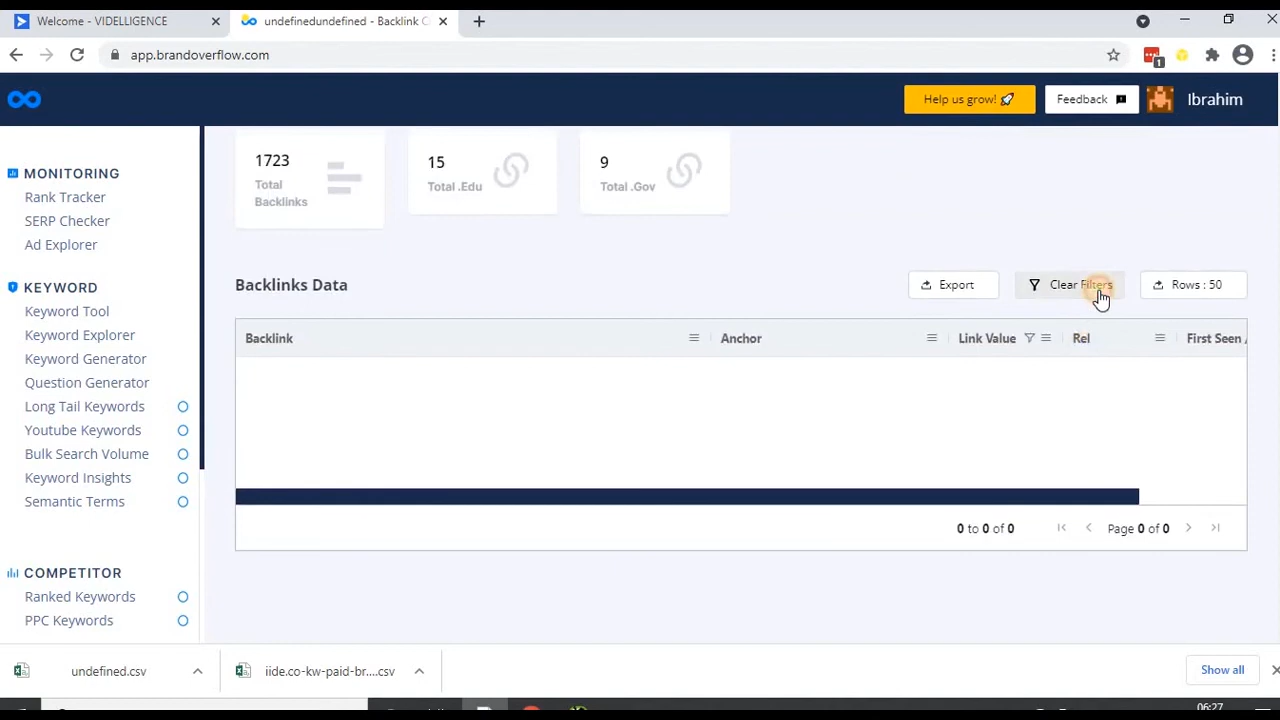 Welcome - VIDELLIGENCE
undefinedundefined - Backlink C
app.brandoverflow.com
1
Help us grow!
Feedback
Ibrahim
MONITORING
Rank Tracker
SERP Checker
Ad Explorer
KEYWORD
Keyword Tool
Keyword Explorer
Keyword Generator
Question Generator
Long Tail Keywords
Youtube Keywords
Bulk Search Volume
Keyword Insights
Semantic Terms
COMPETITOR
Ranked Keywords
PPC Keywords
1723
Total
Backlinks
15
Total .Edu
9
Total .Gov
Backlinks Data
Export
Clear Filters
Rows : 50
Backlink Anchor Link Value Rel First Seen /
0 to 0 of 0 Page 0 of 0
undefined.csv
iide.co-kw-paid-br....csv
Show all
06:27